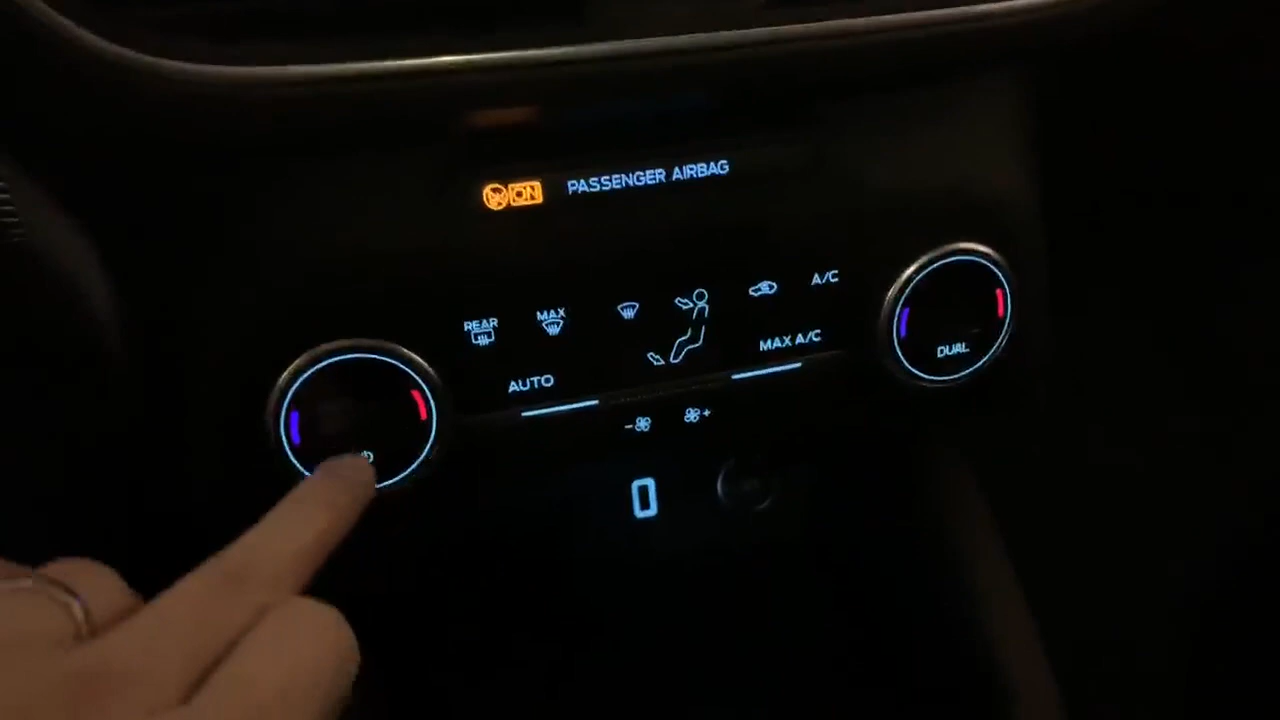 ON PASSENGER AIRBAG
REAR MAX A/C
AUTO MAX A/C DUAL
- +
0